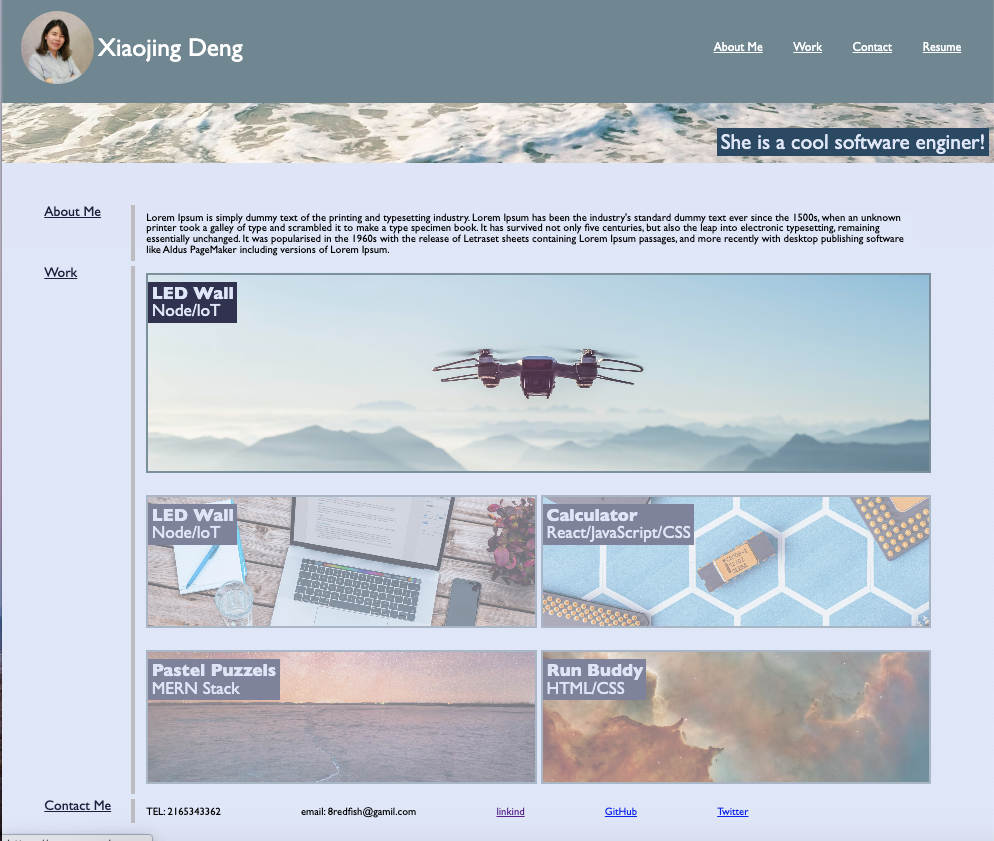 Xiaojing Deng
About Me Work Contact Resume
She is a cool software enginer!
About Me
Lorem Ipsum is simply dummy text of the printing and typesetting industry. Lorem Ipsum has been the industry's standard dummy text ever since the 1500s, when an unknown
printer took a galley of type and scrambled it to make a type specimen book. It has survived not only five centuries, but also the leap into electronic typesetting, remaining
essentially unchanged. It was popularised in the 1960s with the release of Letraset sheets containing Lorem Ipsum passages, and more recently with desktop publishing software
like Aldus PageMaker including versions of Lorem Ipsum.
Work
LED Wall
Node/IoT
LED Wall
Node/IoT
Calculator
React/JavaScript/CSS
Pastel Puzzels
MERN Stack
Run Buddy
HTML/CSS
Contact Me
TEL: 2165343362 email: 8redfish@gamil.com linkind GitHub Twitter